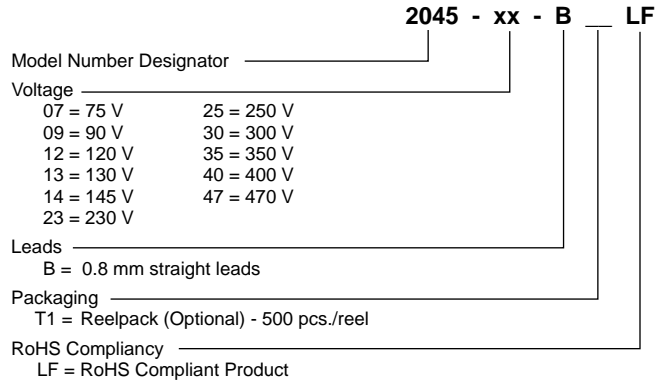 2045 - xx - B __ LF
Model Number Designator
Voltage
07 = 75 V 25 = 250 V
09 = 90 V 30 = 300 V
12 = 120 V 35 = 350 V
13 = 130 V 40 = 400 V
14 = 145 V 47 = 470 V
23 = 230 V
Leads
B = 0.8 mm straight leads
Packaging
T1 = Reelpack (Optional) - 500 pcs./reel
RoHS Compliancy
LF = RoHS Compliant Product